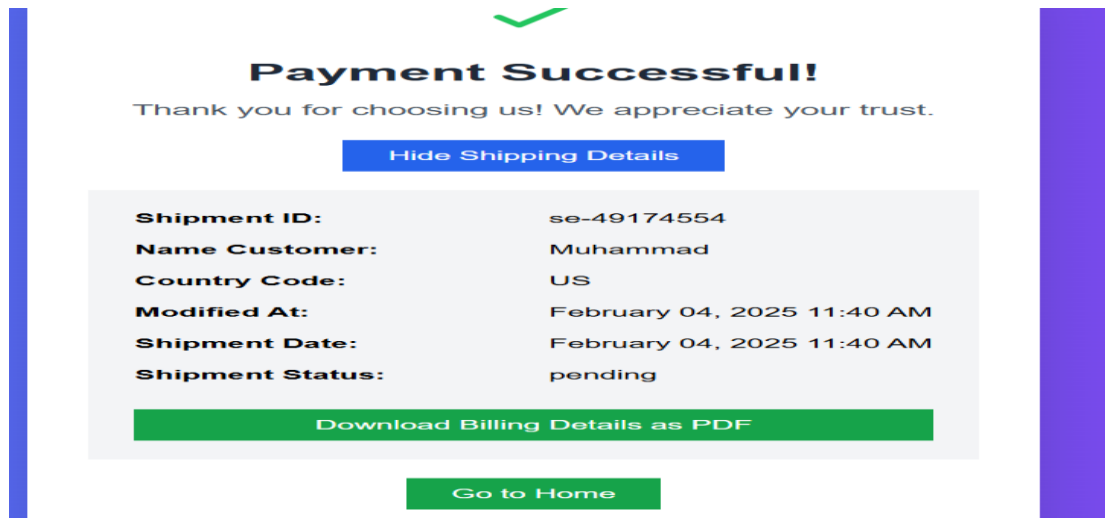 Payment Successful!
Thank you for choosing us! We appreciate your trust.
Hide Shipping Details
Shipment ID: se-49174554
Name Customer: Muhammad
Country Code: US
Modified At: February 04, 2025 11:40 AM
Shipment Date: February 04, 2025 11:40 AM
Shipment Status: pending
Download Billing Details as PDF
Go to Home